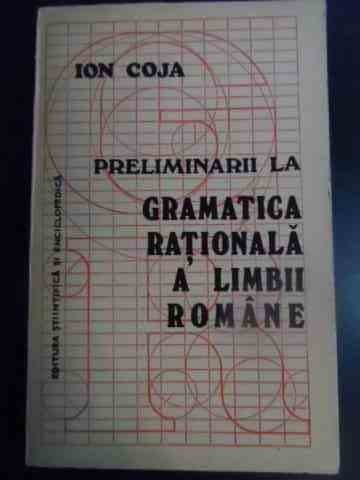 ION COJA
PRELIMINARII LA
GRAMATICA
RAȚIONALĂ
A LIMBII
ROMÂNE
EDITURA ȘTIINȚIFICĂ ȘI ENCICLOPEDICĂ